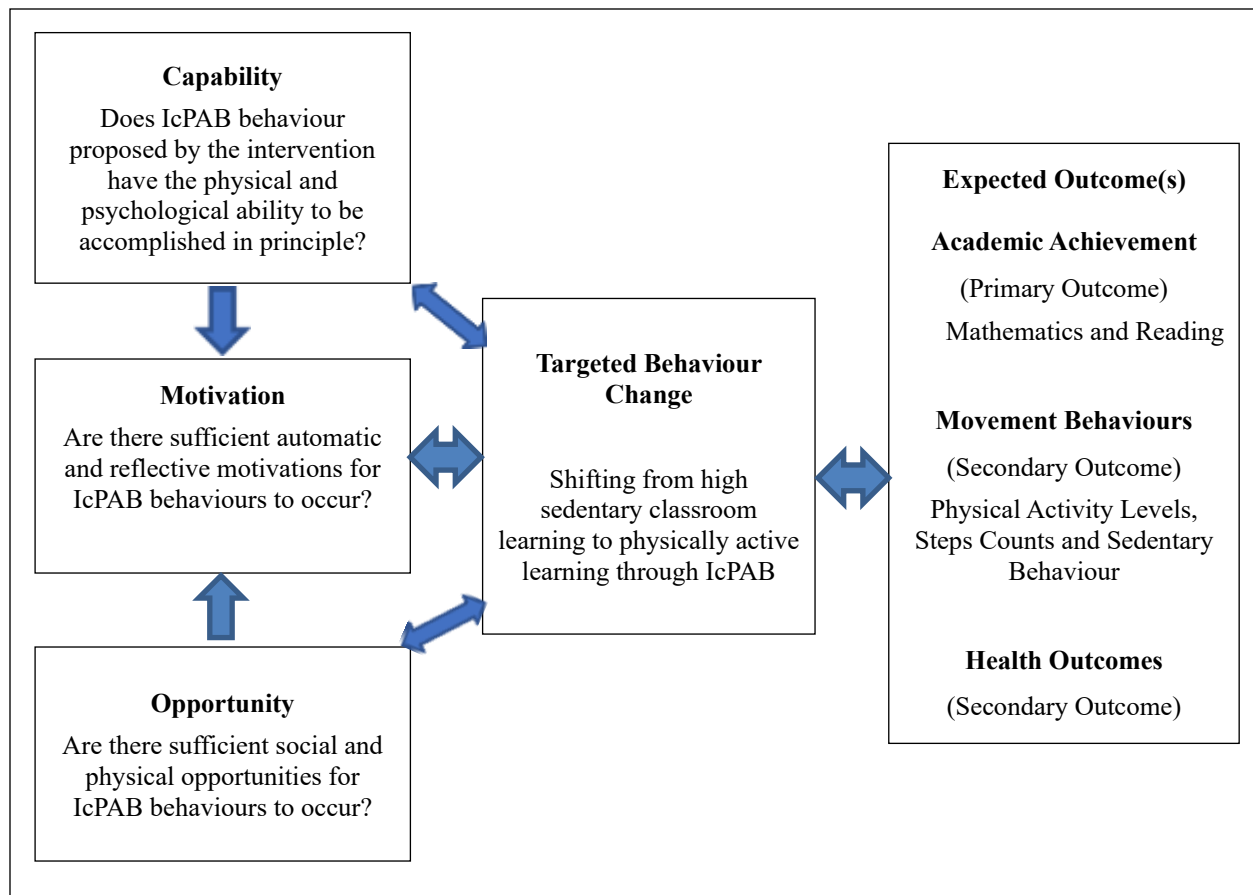 Capability
Does IcPAB behaviour
proposed by the intervention
have the physical and
psychological ability to be
accomplished in principle?
Motivation
Are there sufficient automatic
and reflective motivations for
IcPAB behaviours to occur?
Opportunity
Are there sufficient social and
physical opportunities for
IcPAB behaviours to occur?
Targeted Behaviour
Change
Shifting from high
sedentary classroom
learning to physically active
learning through IcPAB
Expected Outcome(s)
Academic Achievement
(Primary Outcome)
Mathematics and Reading
Movement Behaviours
(Secondary Outcome)
Physical Activity Levels,
Steps Counts and Sedentary
Behaviour
Health Outcomes
(Secondary Outcome)